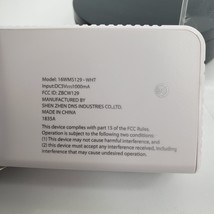 Model: 16WMS129 -WHT
Input:DC5V⎓1000mA
FCC ID: ZBCW129
MANUFACTURED BY
SHEN ZHEN DNS INDUSTRIES CO.,LTD.
MADE IN CHINA
1835A
This device complies with part 15 of the FCC Rules.
Operation is subject to the following two conditions:
(1) This device may not cause harmful interference, and
(2) this device must accept any interference received,
including interference that may cause undesired operation.